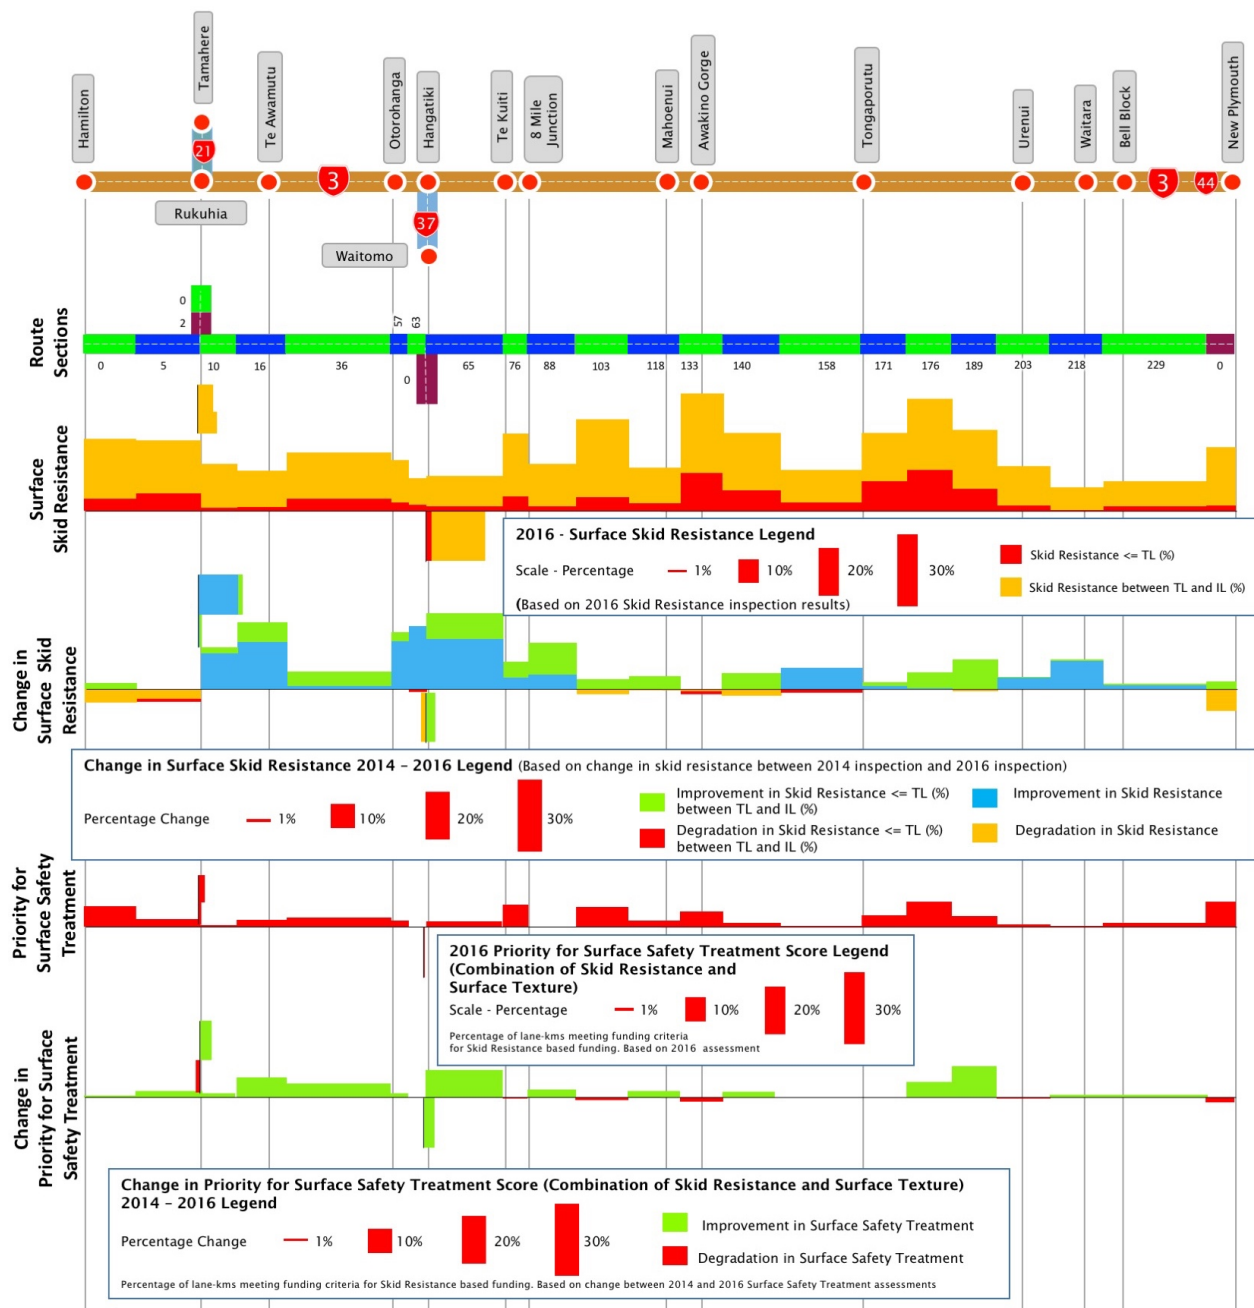 Hamilton
Tamahere
Te Awamutu
Otorohanga
Hangatiki
Te Kuiti
8 Mile
Junction
Mahoenui
Awakino Gorge
Tongaporutu
Urenui
Waitara
Bell Block
New Plymouth
21
3
3
44
Rukuhia
37
Waitomo
Route
Sections
0
2
57
63
0 5 10 16 36 0 65 76 88 103 118 133 140 158 171 176 189 203 218 229 0
Surface
Skid Resistance
2016 - Surface Skid Resistance Legend
Scale - Percentage 1% 10% 20% 30%
(Based on 2016 Skid Resistance inspection results)
Skid Resistance <= TL (%)
Skid Resistance between TL and IL (%)
Change in
Surface Skid
Resistance
Change in Surface Skid Resistance 2014 – 2016 Legend (Based on change in skid resistance between 2014 inspection and 2016 inspection)
Percentage Change 1% 10% 20% 30%
Improvement in Skid Resistance <= TL (%)
between TL and IL (%)
Improvement in Skid Resistance
Degradation in Skid Resistance <= TL (%)
between TL and IL (%)
Degradation in Skid Resistance
Priority for
Surface Safety
Treatment
2016 Priority for Surface Safety Treatment Score Legend
(Combination of Skid Resistance and
Surface Texture)
Scale - Percentage 1% 10% 20% 30%
Percentage of lane-kms meeting funding criteria
for Skid Resistance based funding. Based on 2016 assessment
Change in
Priority for Surface
Safety Treatment
Change in Priority for Surface Safety Treatment Score (Combination of Skid Resistance and Surface Texture)
2014 – 2016 Legend
Percentage Change 1% 10% 20% 30%
Improvement in Surface Safety Treatment
Degradation in Surface Safety Treatment
Percentage of lane-kms meeting funding criteria for Skid Resistance based funding. Based on change between 2014 and 2016 Surface Safety Treatment assessments